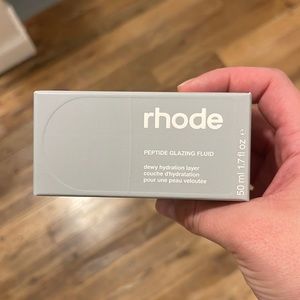 rhode
PEPTIDE GLAZING FLUID
dewy hydration layer
couche d'hydratation
pour une peau veloutée
50 ml 1.7 fl oz ℮